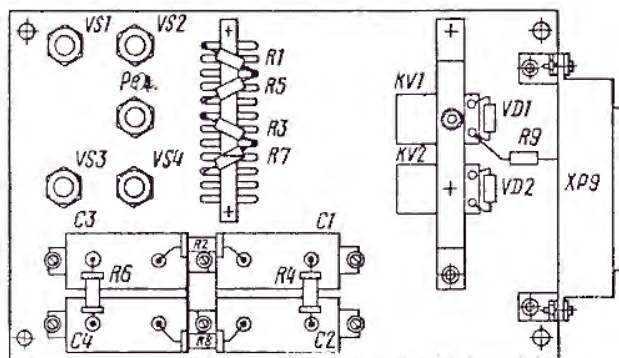 VS1 VS2
R1
R5
R3
R7
VS3 VS4
KV1
KV2
VD1
R9
VD2
XP9
C3 C1
R2
R6 R4
R8
C4 C2